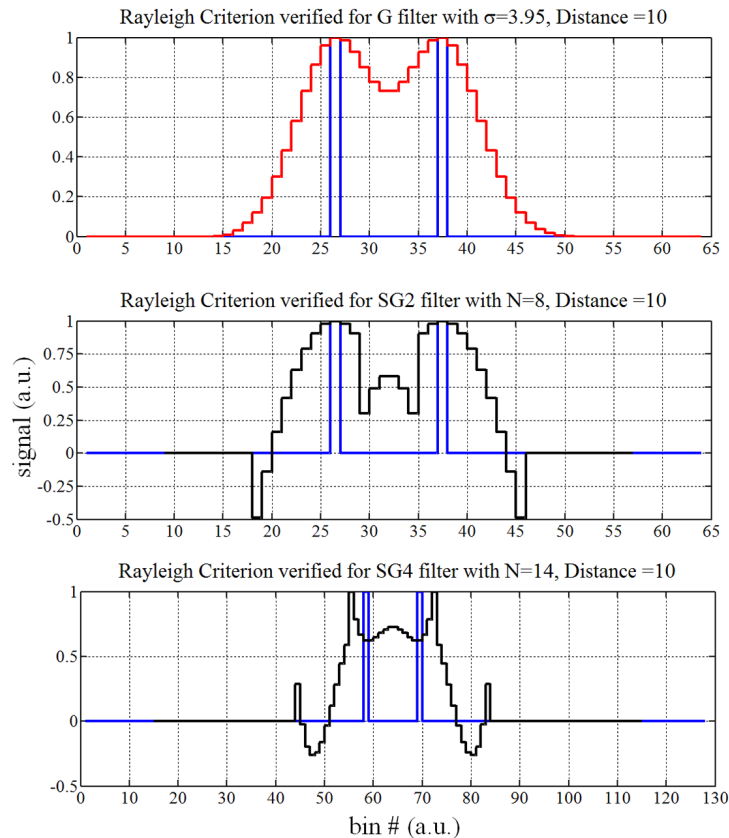 Rayleigh Criterion verified for G filter with σ=3.95, Distance =10
1
0.8
0.6
0.4
0.2
0
0 5 10 15 20 25 30 35 40 45 50 55 60 65
Rayleigh Criterion verified for SG2 filter with N=8, Distance =10
1
0.75
0.5
0.25
0
-0.25
-0.5
signal (a.u.)
0 5 10 15 20 25 30 35 40 45 50 55 60 65
Rayleigh Criterion verified for SG4 filter with N=14, Distance =10
1
0.5
0
-0.5
0 10 20 30 40 50 60 70 80 90 100 110 120 130
bin # (a.u.)